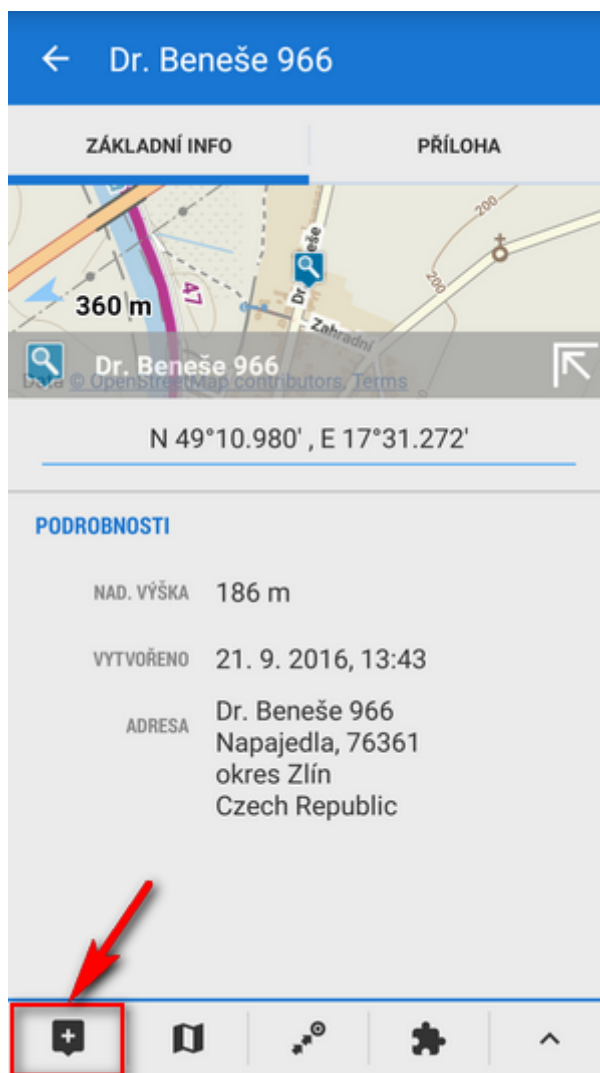 Dr. Beneše 966
ZÁKLADNÍ INFO
PŘÍLOHA
200
200
47
360 m
Zahradní
Dr. Beneše 966
Data © OpenStreetMap contributors, Terms
N 49°10.980' , E 17°31.272'
PODROBNOSTI
NAD. VÝŠKA 186 m
VYTVOŘENO 21. 9. 2016, 13:43
ADRESA Dr. Beneše 966
Napajedla, 76361
okres Zlín
Czech Republic